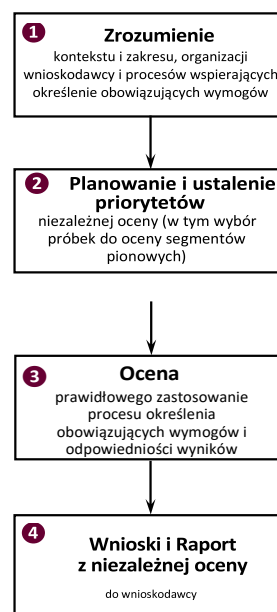 1 Zrozumienie
kontekstu i zakresu, organizacji
wnioskodawcy i procesów wspierających
określenie obowiązujących wymogów
2 Planowanie i ustalenie
priorytetów
niezależnej oceny (w tym wybór
próbek do oceny segmentów
pionowych)
3 Ocena
prawidłowego zastosowanie
procesu określenia
obowiązujących wymogów i
odpowiedniości wyników
4 Wnioski i Raport
z niezależnej oceny
do wnioskodawcy